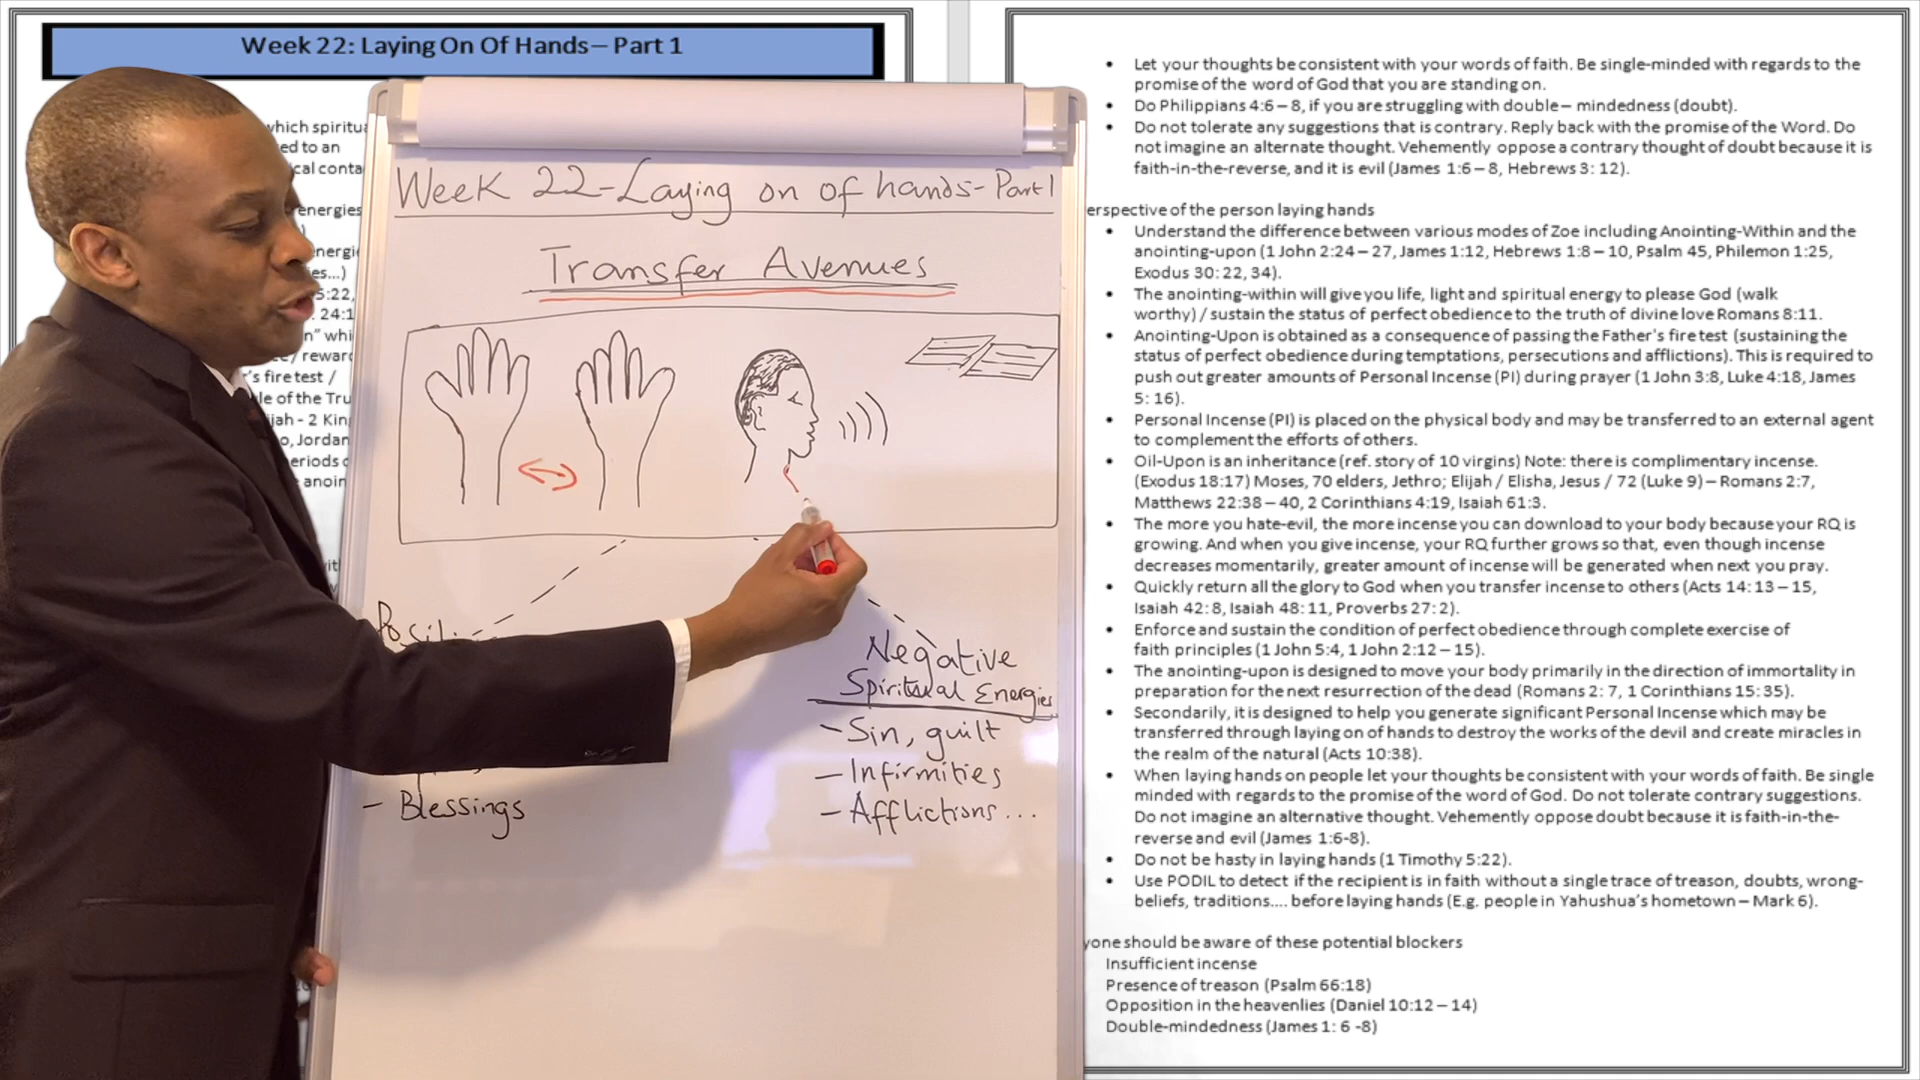 Week 22: Laying On Of Hands – Part 1
which
ed to an
energies
5:22,
24:1
's fire test /
ijah - 2
o, Jordan
Week 22-Laying on of hands-Part 1
Transfer Avenues
- Blessings
Negative
Spiritual Energies
- Sin, guilt
- Infirmities
- Afflictions...
• Let your thoughts be consistent with your words of faith. Be single-minded with regards to the
promise of the word of God that you are standing on.
• Do Philippians 4:6 – 8, if you are struggling with double – mindedness (doubt).
• Do not tolerate any suggestions that is contrary. Reply back with the promise of the Word. Do
not imagine an alternate thought. Vehemently oppose a contrary thought of doubt because it is
faith-in-the-reverse, and it is evil (James 1:6 – 8, Hebrews 3: 12).
erspective of the person laying hands
• Understand the difference between various modes of Zoe including Anointing-Within and the
anointing-upon (1 John 2:24 – 27, James 1:12, Hebrews 1:8 – 10, Psalm 45, Philemon 1:25,
Exodus 30: 22, 34).
• The anointing-within will give you life, light and spiritual energy to please God (walk
worthy) / sustain the status of perfect obedience to the truth of divine love Romans 8:11.
• Anointing-Upon is obtained as a consequence of passing the Father's fire test (sustaining the
status of perfect obedience during temptations, persecutions and afflictions). This is required to
push out greater amounts of Personal Incense (PI) during prayer (1 John 3:8, Luke 4:18, James
5: 16).
• Personal Incense (PI) is placed on the physical body and may be transferred to an external agent
to complement the efforts of others.
• Oil-Upon is an inheritance (ref. story of 10 virgins) Note: there is complimentary incense.
(Exodus 18:17) Moses, 70 elders, Jethro; Elijah / Elisha, Jesus / 72 (Luke 9) – Romans 2:7,
Matthews 22:38 – 40, 2 Corinthians 4:19, Isaiah 61:3.
• The more you hate-evil, the more incense you can download to your body because your RQ is
growing. And when you give incense, your RQ further grows so that, even though incense
decreases momentarily, greater amount of incense will be generated when next you pray.
• Quickly return all the glory to God when you transfer incense to others (Acts 14: 13 – 15,
Isaiah 42: 8, Isaiah 48: 11, Proverbs 27: 2).
• Enforce and sustain the condition of perfect obedience through complete exercise of
faith principles (1 John 5:4, 1 John 2:12 – 15).
• The anointing-upon is designed to move your body primarily in the direction of immortality in
preparation for the next resurrection of the dead (Romans 2: 7, 1 Corinthians 15: 35).
• Secondarily, it is designed to help you generate significant Personal Incense which may be
transferred through laying on of hands to destroy the works of the devil and create miracles in
the realm of the natural (Acts 10:38).
• When laying hands on people let your thoughts be consistent with your words of faith. Be single
minded with regards to the promise of the word of God. Do not tolerate contrary suggestions.
Do not imagine an alternative thought. Vehemently oppose doubt because it is faith-in-the-
reverse and evil (James 1:6-8).
• Do not be hasty in laying hands (1 Timothy 5:22).
• Use PODIL to detect if the recipient is in faith without a single trace of treason, doubts, wrong-
beliefs, traditions.... before laying hands (E.g. people in Yahushua's hometown – Mark 6).
yone should be aware of these potential blockers
Insufficient incense
Presence of treason (Psalm 66:18)
Opposition in the heavenlies (Daniel 10:12 – 14)
Double-mindedness (James 1: 6 -8)